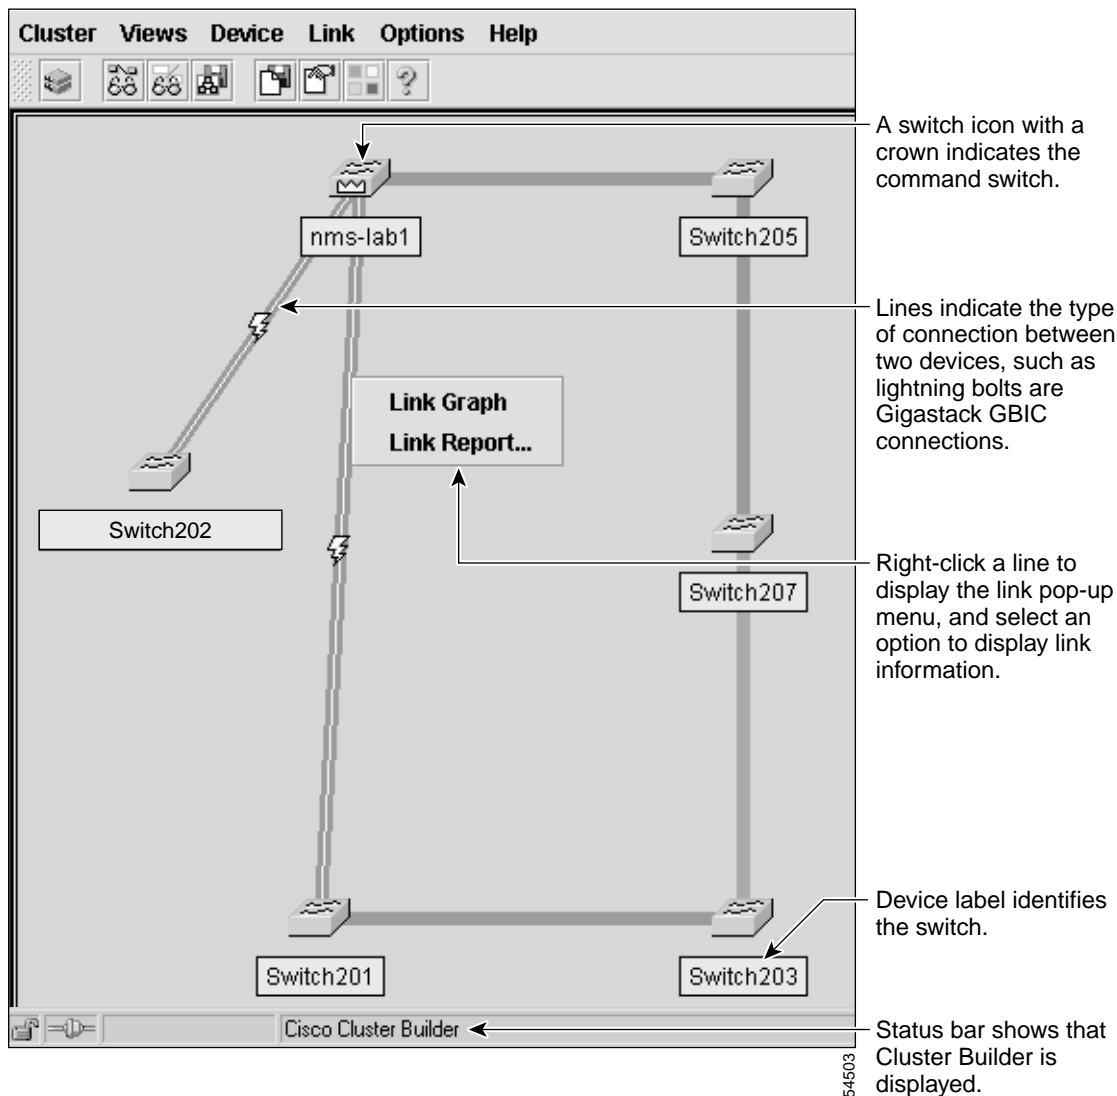 Cluster Views Device Link Options Help
A switch icon with a
crown indicates the
command switch.
nms-lab1
Switch205
Lines indicate the type
of connection between
two devices, such as
lightning bolts are
Gigastack GBIC
connections.
Link Graph
Link Report...
Switch202
Switch207
Right-click a line to
display the link pop-up
menu, and select an
option to display link
information.
Device label identifies
the switch.
Switch201
Switch203
Cisco Cluster Builder
Status bar shows that
Cluster Builder is
displayed.
54503